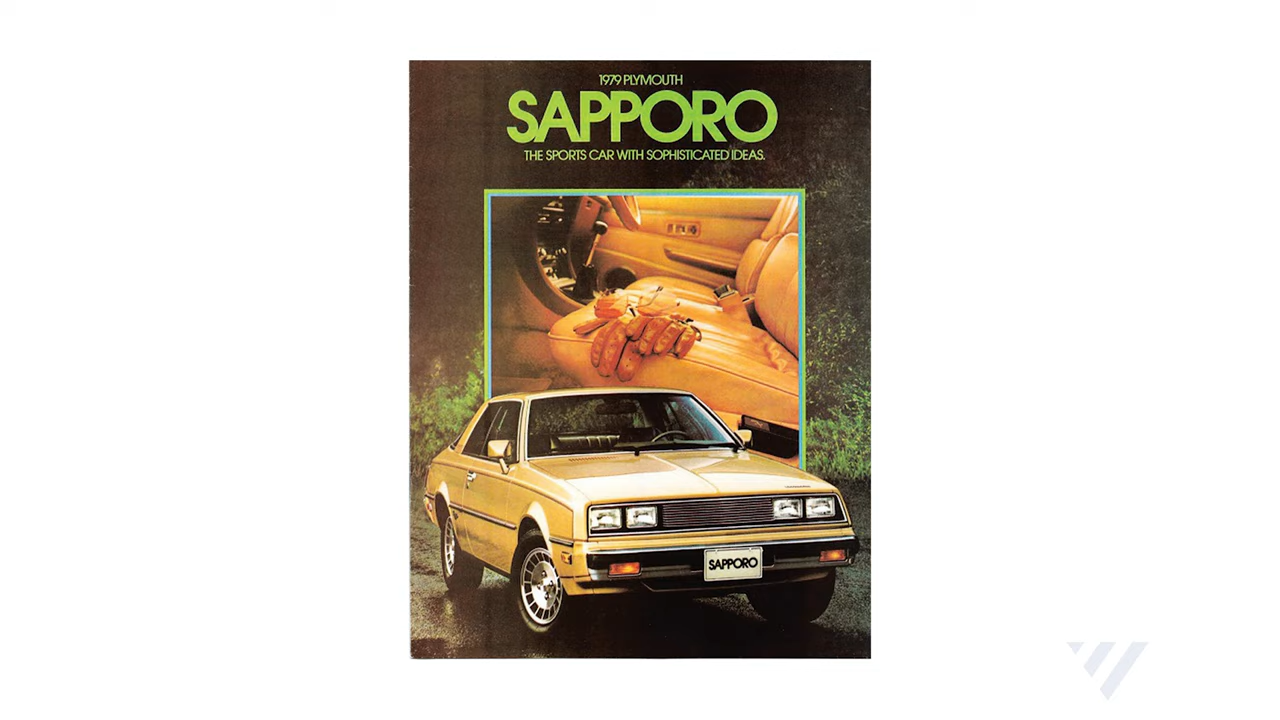 1979 PLYMOUTH
SAPPORO
THE SPORTS CAR WITH SOPHISTICATED IDEAS.
SAPPORO